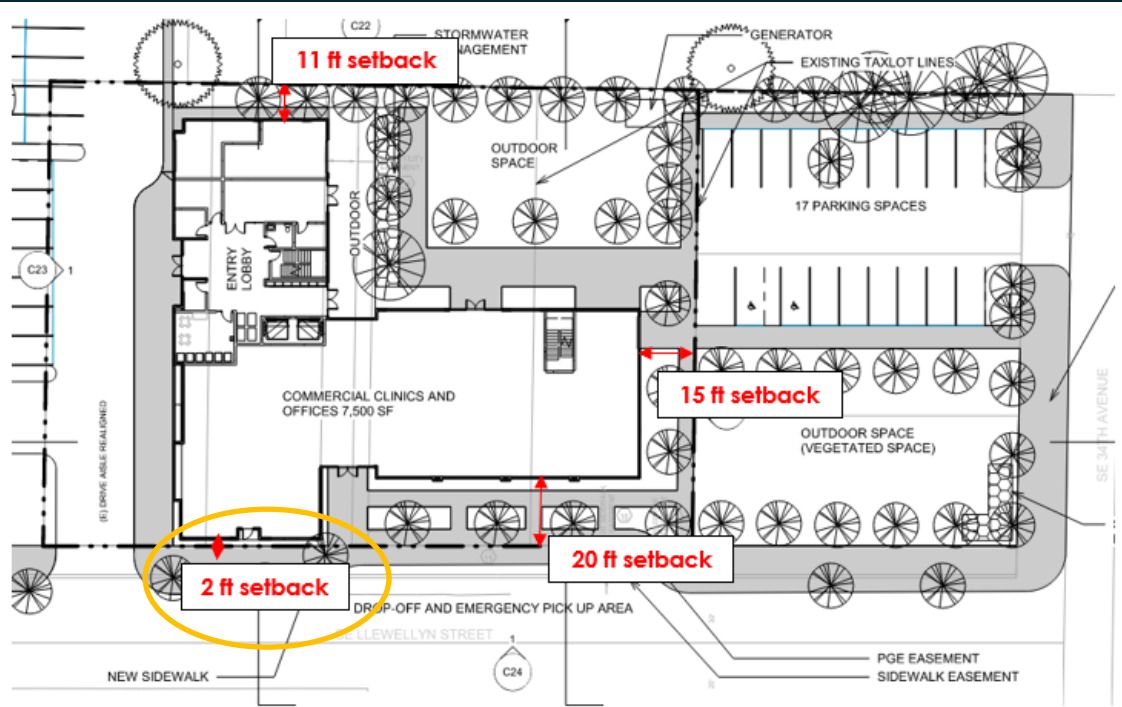 C22
STORMWATER
NAGEMENT
GENERATOR
11 ft setback
EXISTING TAXLOT LINES
OUTDOOR
SPACE
17 PARKING SPACES
OUTDOOR
ENTRY
LOBBY
C23
1
COMMERCIAL CLINICS AND
OFFICES 7,500 SF
15 ft setback
OUTDOOR SPACE
(VEGETATED SPACE)
SE 34TH AVENUE
(E) DRIVE AISLE REALIGNED
20 ft setback
2 ft setback
DROP-OFF AND EMERGENCY PICK UP AREA
SE LLEWELLYN STREET
1
C24
NEW SIDEWALK
PGE EASEMENT
SIDEWALK EASEMENT